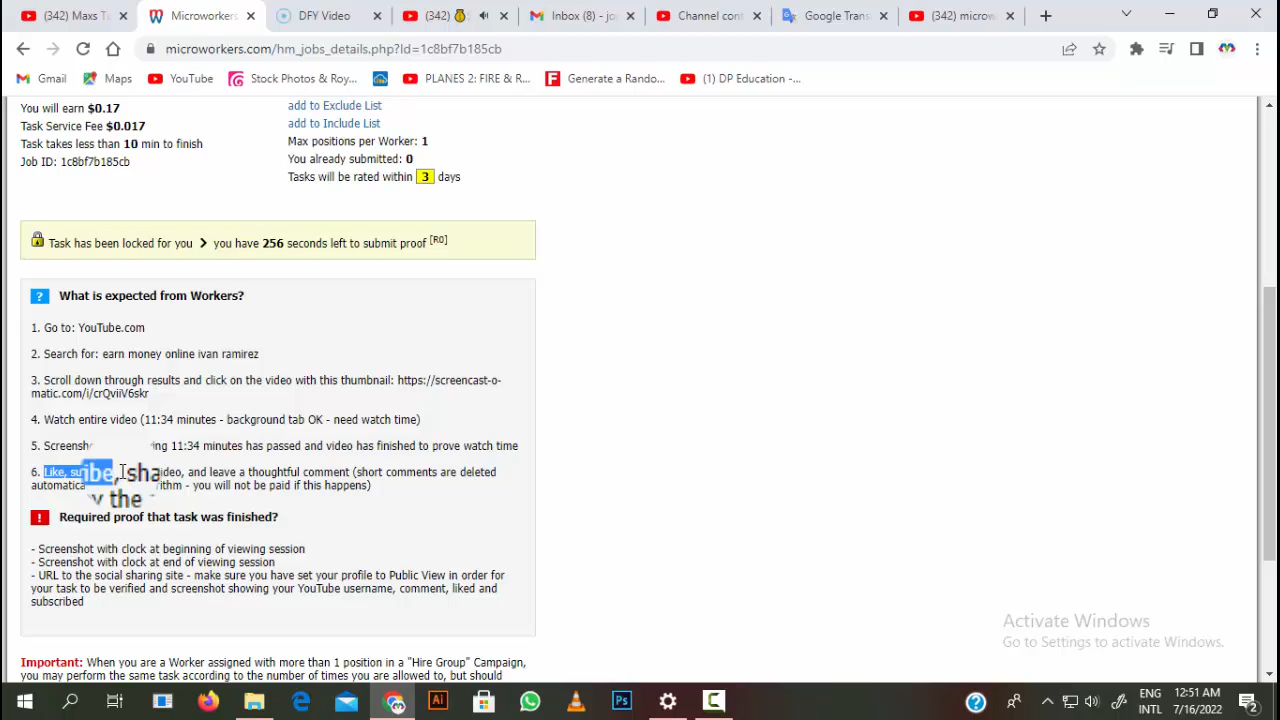 (342) Maxs Tu
Microworkers
DFY Video
(342)
Inbox (8) - jo
Channel cont
Google Trans
(342) microw
microworkers.com/hm_jobs_details.php?Id=1c8bf7b185cb
Gmail
Maps
YouTube
Stock Photos & Roy...
PLANES 2: FIRE & R...
Generate a Rando...
(1) DP Education -...
You will earn $0.17
Task Service Fee $0.017
Task takes less than 10 min to finish
Job ID: 1c8bf7b185cb
add to Exclude List
add to Include List
Max positions per Worker: 1
You already submitted: 0
Tasks will be rated within 3 days
Task has been locked for you > you have 256 seconds left to submit proof [R0]
? What is expected from Workers?
1. Go to: YouTube.com
2. Search for: earn money online ivan ramirez
3. Scroll down through results and click on the video with this thumbnail: https://screencast-o-
matic.com/i/crQviiV6skr
4. Watch entire video (11:34 minutes - background tab OK - need watch time)
5. Screensh ing 11:34 minutes has passed and video has finished to prove watch time
6. Like, su ibe, sha ideo, and leave a thoughtful comment (short comments are deleted
automatica y the ithm - you will not be paid if this happens)
! Required proof that task was finished?
- Screenshot with clock at beginning of viewing session
- Screenshot with clock at end of viewing session
- URL to the social sharing site - make sure you have set your profile to Public View in order for
your task to be verified and screenshot showing your YouTube username, comment, liked and
subscribed
Important: When you are a Worker assigned with more than 1 position in a "Hire Group" Campaign,
you may perform the same task according to the number of times you are allowed to, but should
Activate Windows
Go to Settings to activate Windows.
Ai
Ps
ENG
INTL
12:51 AM
7/16/2022
2